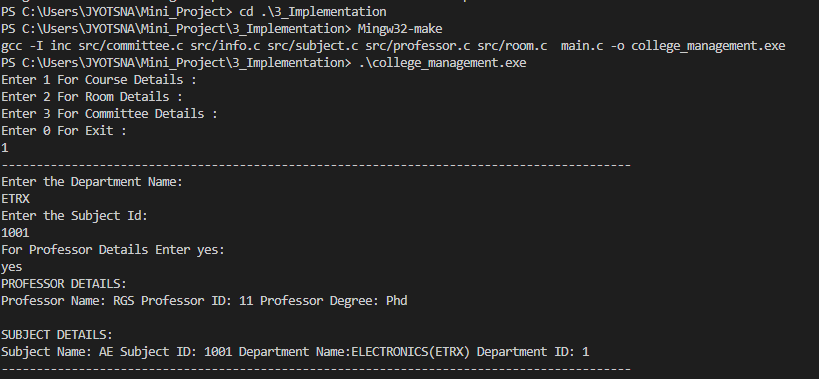 PS C:\Users\JYOTSNA\Mini_Project> cd .\3_Implementation
PS C:\Users\JYOTSNA\Mini_Project\3_Implementation> Mingw32-make
gcc -I inc src/committee.c src/info.c src/subject.c src/professor.c src/room.c  main.c -o college_management.exe
PS C:\Users\JYOTSNA\Mini_Project\3_Implementation> .\college_management.exe
Enter 1 For Course Details :
Enter 2 For Room Details :
Enter 3 For Committee Details :
Enter 0 For Exit :
1
------------------------------------------------------------------------------------------
Enter the Department Name:
ETRX
Enter the Subject Id:
1001
For Professor Details Enter yes:
yes
PROFESSOR DETAILS:
Professor Name: RGS Professor ID: 11 Professor Degree: Phd

SUBJECT DETAILS:
Subject Name: AE Subject ID: 1001 Department Name:ELECTRONICS(ETRX) Department ID: 1
------------------------------------------------------------------------------------------